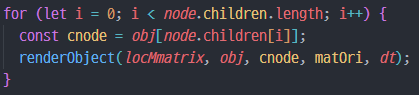 for (let i = 0; i < node.children.length; i++) {
  const cnode = obj[node.children[i]];
  renderObject(locMmatrix, obj, cnode, matOri, dt);
}